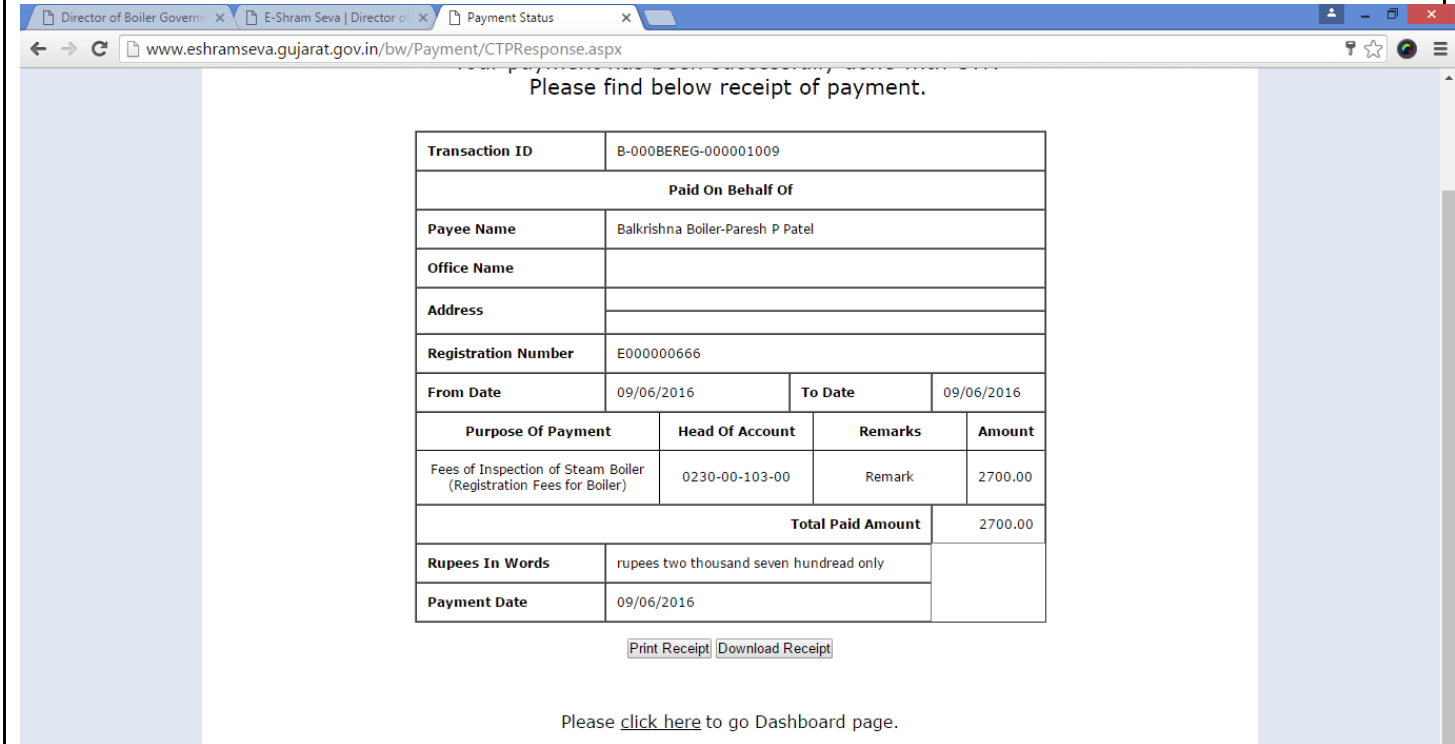 Director of Boiler Governm
E-Shram Seva | Director of
Payment Status
www.eshramseva.gujarat.gov.in/bw/Payment/CTPResponse.aspx
Please find below receipt of payment.
Transaction ID B-000BEREG-000001009
Paid On Behalf Of
Payee Name Balkrishna Boiler-Paresh P Patel
Office Name
Address
Registration Number E000000666
From Date 09/06/2016 To Date 09/06/2016
Purpose Of Payment Head Of Account Remarks Amount
Fees of Inspection of Steam Boiler
(Registration Fees for Boiler) 0230-00-103-00 Remark 2700.00
Total Paid Amount 2700.00
Rupees In Words rupees two thousand seven hundread only
Payment Date 09/06/2016
Print Receipt Download Receipt
Please click here to go Dashboard page.